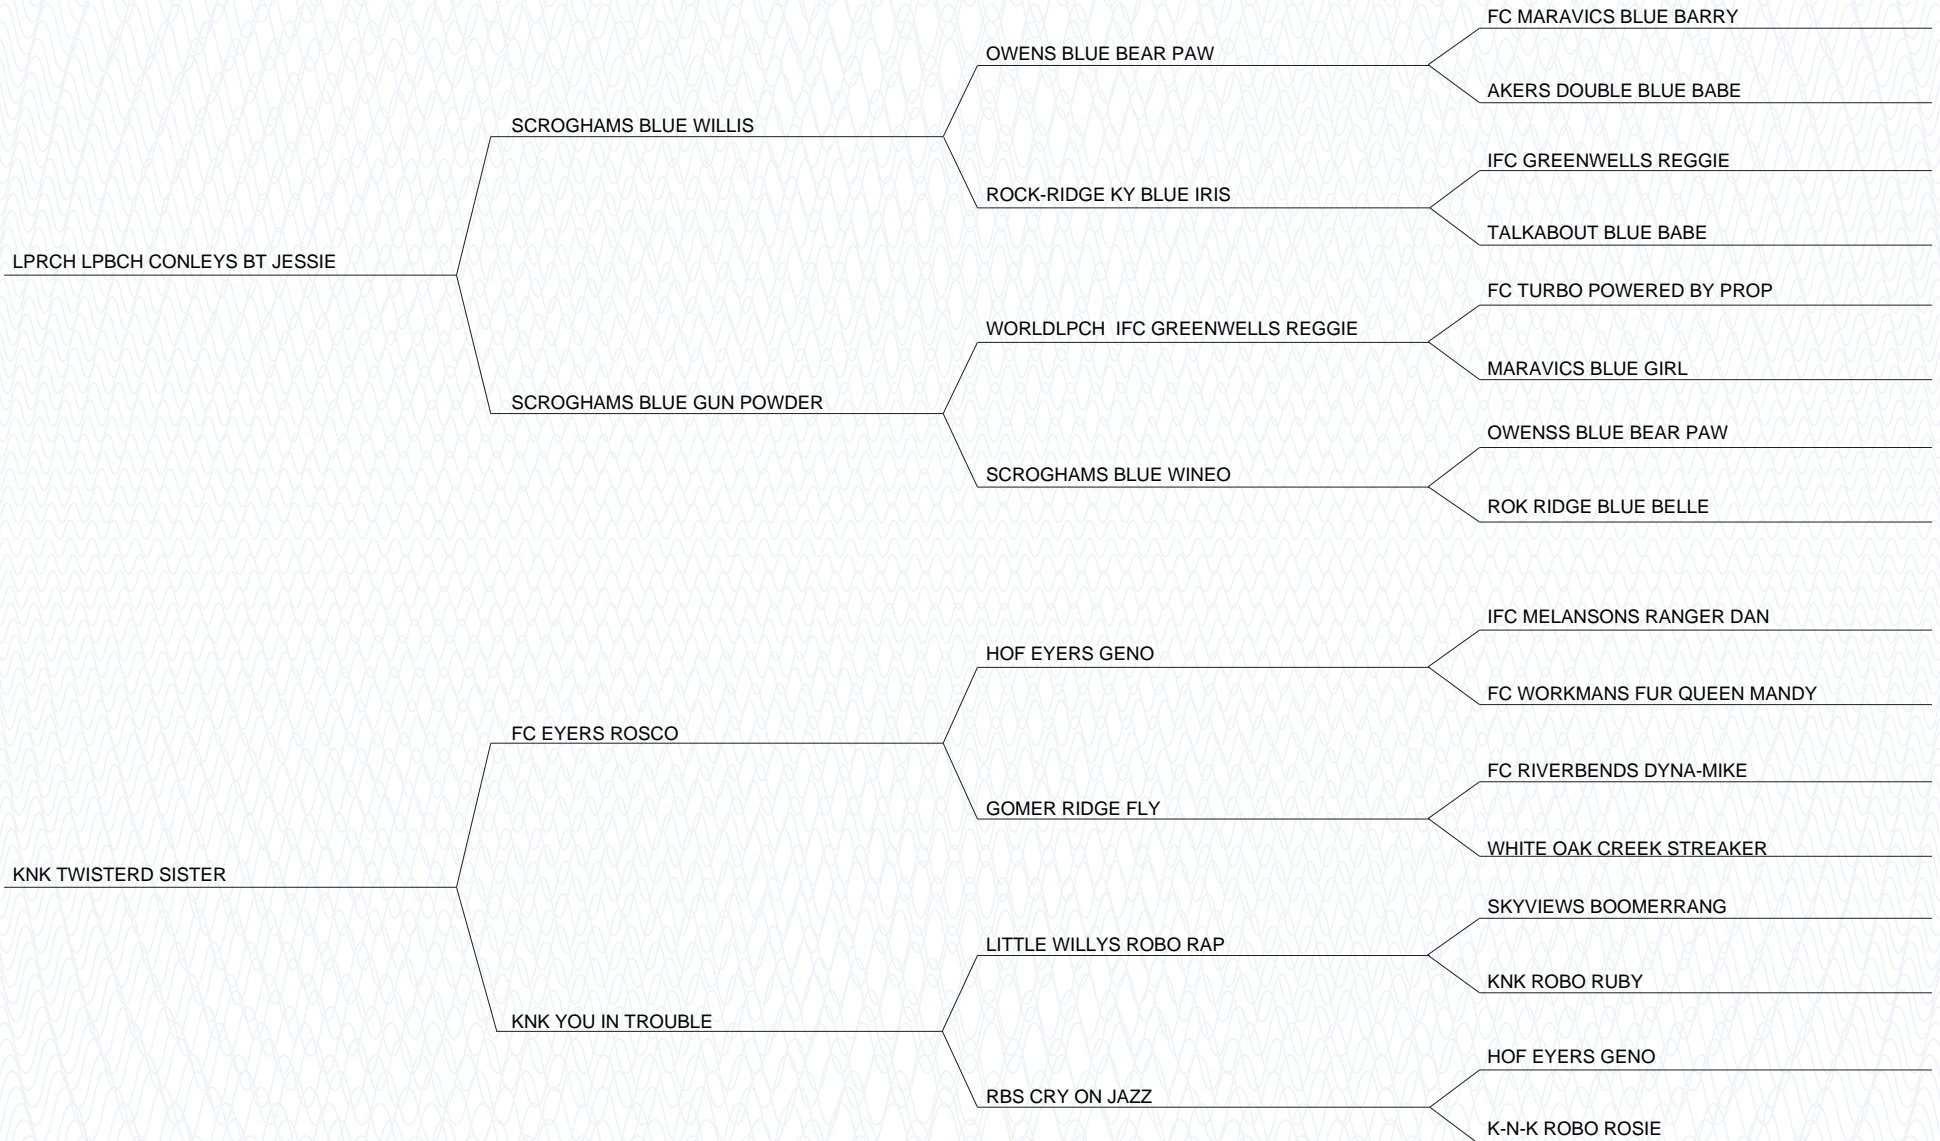 FC MARAVICS BLUE BARRY
OWENS BLUE BEAR PAW
AKERS DOUBLE BLUE BABE
SCROGHAMS BLUE WILLIS
IFC GREENWELLS REGGIE
ROCK-RIDGE KY BLUE IRIS
TALKABOUT BLUE BABE
LPRCH LPBCH CONLEYS BT JESSIE
FC TURBO POWERED BY PROP
WORLDLPCH  IFC GREENWELLS REGGIE
MARAVICS BLUE GIRL
SCROGHAMS BLUE GUN POWDER
OWENSS BLUE BEAR PAW
SCROGHAMS BLUE WINEO
ROK RIDGE BLUE BELLE
IFC MELANSONS RANGER DAN
HOF EYERS GENO
FC WORKMANS FUR QUEEN MANDY
FC EYERS ROSCO
FC RIVERBENDS DYNA-MIKE
GOMER RIDGE FLY
WHITE OAK CREEK STREAKER
KNK TWISTERD SISTER
SKYVIEWS BOOMERRANG
LITTLE WILLYS ROBO RAP
KNK ROBO RUBY
KNK YOU IN TROUBLE
HOF EYERS GENO
RBS CRY ON JAZZ
K-N-K ROBO ROSIE